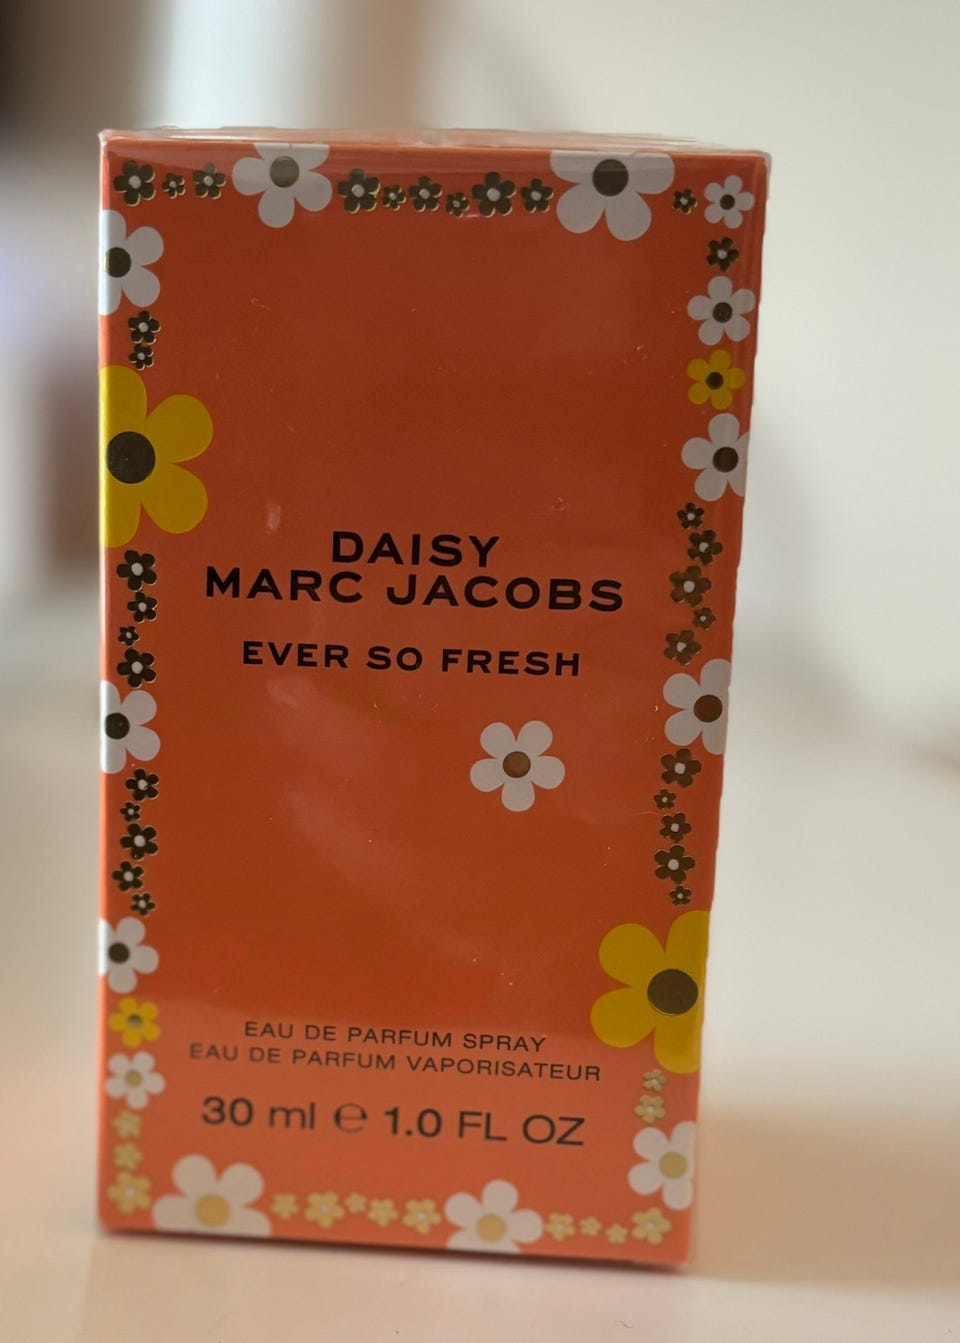 DAISY
MARC JACOBS
EVER SO FRESH
EAU DE PARFUM SPRAY
EAU DE PARFUM VAPORISATEUR
30 ml ℮ 1.0 FL OZ